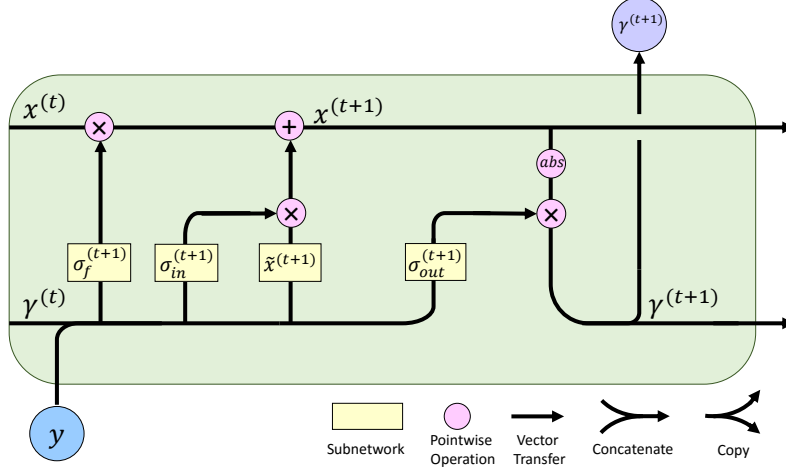 γ^(t+1)
x^(t)
×
+
x^(t+1)
abs
×
×
σ_f^(t+1)
σ_in^(t+1)
x̃^(t+1)
σ_out^(t+1)
γ^(t)
γ^(t+1)
y
Subnetwork
Pointwise
Operation
Vector
Transfer
Concatenate
Copy